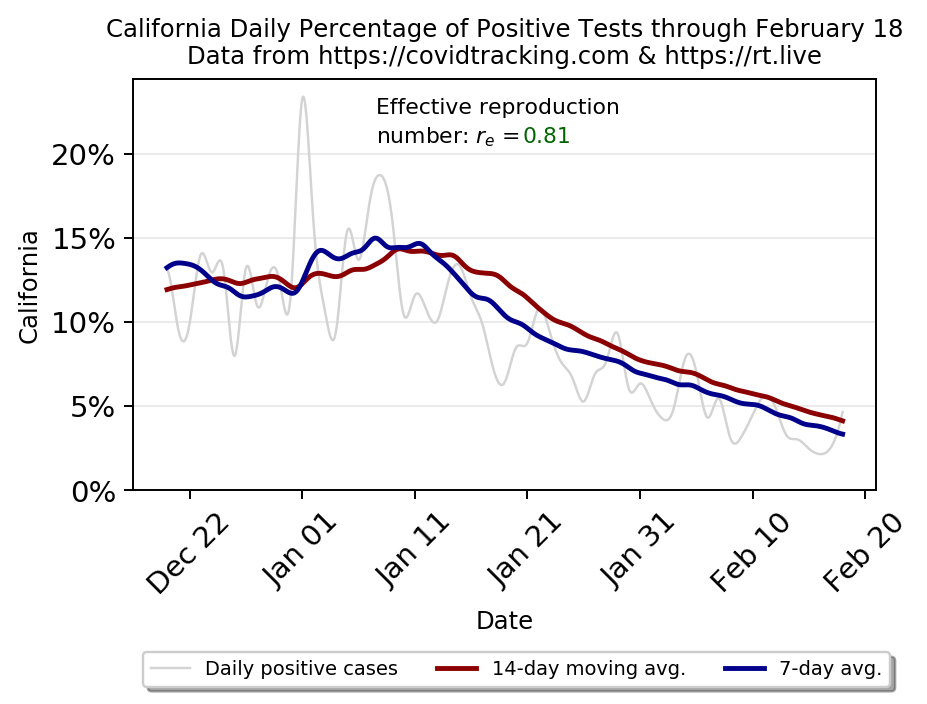 California Daily Percentage of Positive Tests through February 18
Data from https://covidtracking.com & https://rt.live
Effective reproduction
number: rₑ =0.81
20%
15%
10%
5%
0%
California
Dec 22
Jan 01
Jan 11
Jan 21
Jan 31
Feb 10
Feb 20
Date
Daily positive cases
14-day moving avg.
7-day avg.